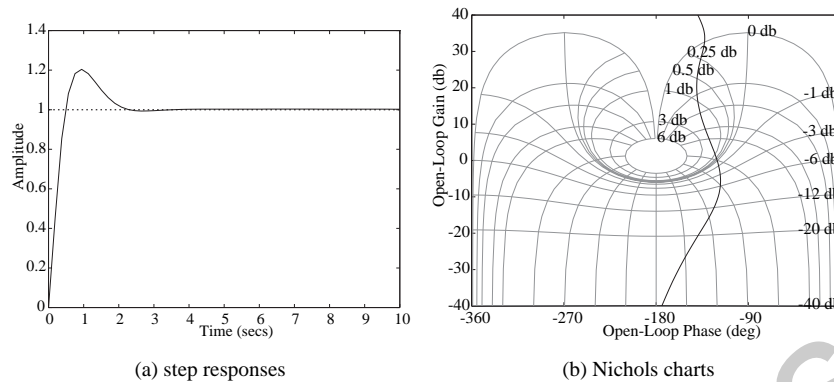 1.4
1.2
1
0.8
0.6
0.4
0.2
0
0 1 2 3 4 5 6 7 8 9 10
Amplitude
Time (secs)
(a) step responses
40
30
20
10
0
-10
-20
-30
-40
-360 -270 -180 -90 0
Open-Loop Gain (db)
Open-Loop Phase (deg)
0 db
0.25 db
0.5 db
1 db
3 db
6 db
-1 db
-3 db
-6 db
-12 db
-20 db
-40 db
(b) Nichols charts